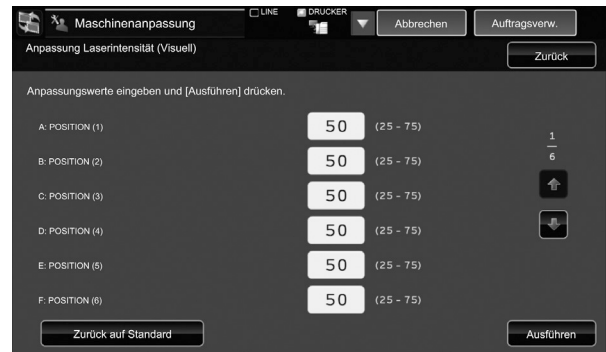 Maschinenanpassung
LINE
DRUCKER
Abbrechen
Auftragsverw.
Anpassung Laserintensität (Visuell)
Zurück
Anpassungswerte eingeben und [Ausführen] drücken.
A: POSITION (1) 50 (25 - 75)
B: POSITION (2) 50 (25 - 75)
C: POSITION (3) 50 (25 - 75)
D: POSITION (4) 50 (25 - 75)
E: POSITION (5) 50 (25 - 75)
F: POSITION (6) 50 (25 - 75)
1
6
Zurück auf Standard
Ausführen